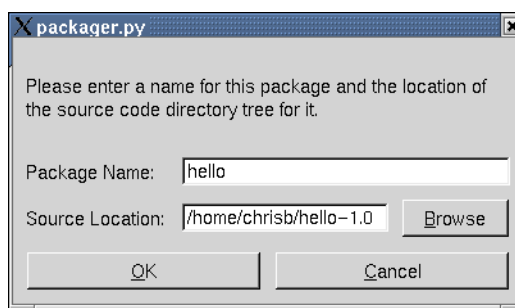 packager.py
Please enter a name for this package and the location of
the source code directory tree for it.
Package Name: hello
Source Location: /home/chrisb/hello-1.0 Browse
OK Cancel